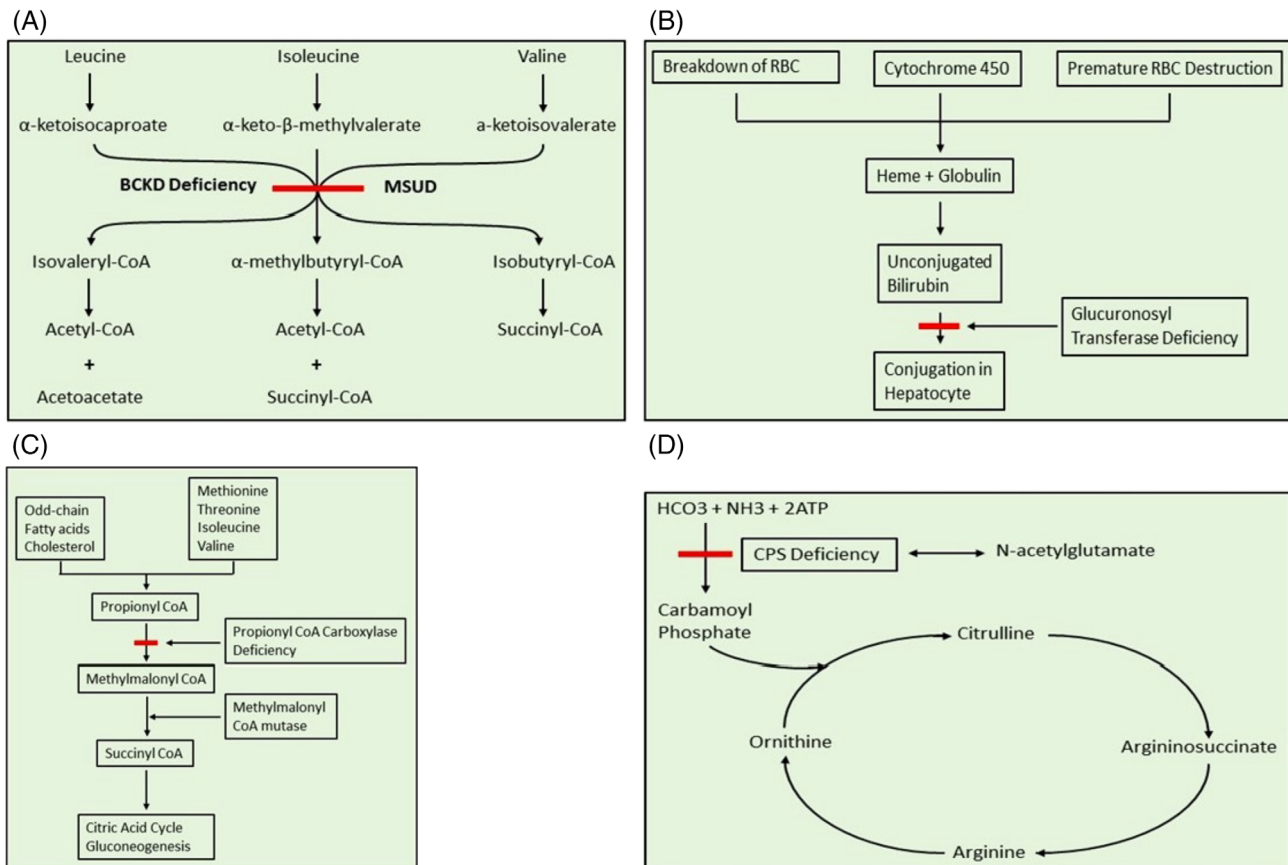 (A)
Leucine
Isoleucine
Valine
α-ketoisocaproate
α-keto-β-methylvalerate
a-ketoisovalerate
BCKD Deficiency
MSUD
Isovaleryl-CoA
α-methylbutyryl-CoA
Isobutyryl-CoA
Acetyl-CoA
Acetyl-CoA
Succinyl-CoA
+
+
Acetoacetate
Succinyl-CoA
(B)
Breakdown of RBC
Cytochrome 450
Premature RBC Destruction
Heme + Globulin
Unconjugated
Bilirubin
Glucuronosyl
Transferase Deficiency
Conjugation in
Hepatocyte
(C)
Odd-chain
Fatty acids
Cholesterol
Methionine
Threonine
Isoleucine
Valine
Propionyl CoA
Propionyl CoA Carboxylase
Deficiency
Methylmalonyl CoA
Methylmalonyl
CoA mutase
Succinyl CoA
Citric Acid Cycle
Gluconeogenesis
(D)
HCO3 + NH3 + 2ATP
CPS Deficiency
N-acetylglutamate
Carbamoyl
Phosphate
Citrulline
Ornithine
Argininosuccinate
Arginine